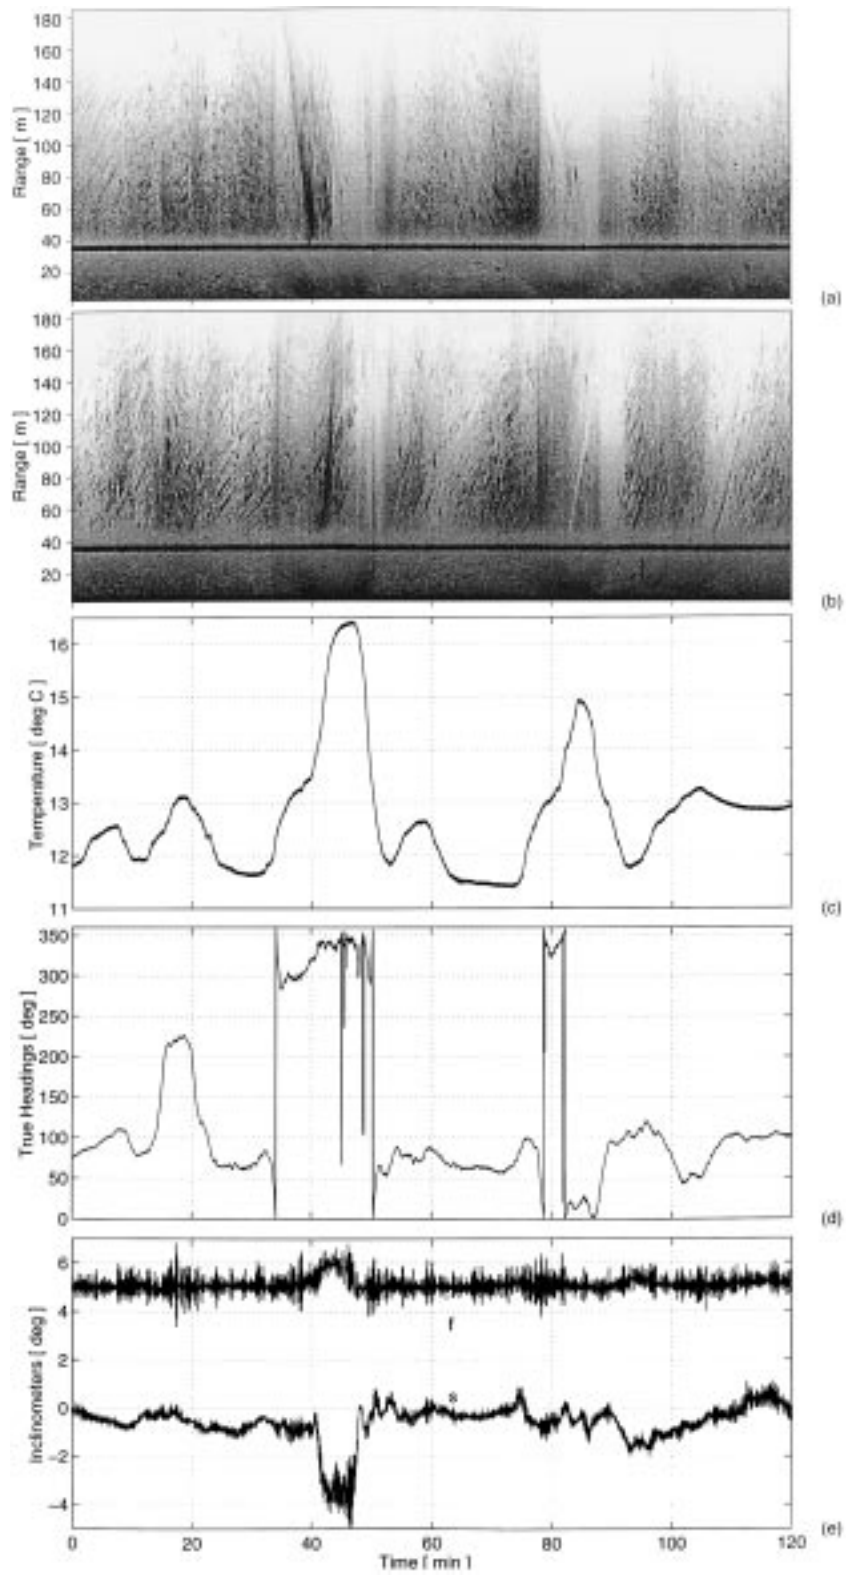 180
160
140
120
100
80
60
40
20
Range [ m ]
(a)
180
160
140
120
100
80
60
40
20
Range [ m ]
(b)
16
15
14
13
12
11
Temperature [ deg C ]
(c)
350
300
250
200
150
100
50
0
True Headings [ deg ]
(d)
6
4
2
0
−2
−4
Inclinometers [ deg ]
f
s
(e)
0 20 40 60 80 100 120
Time [ min ]